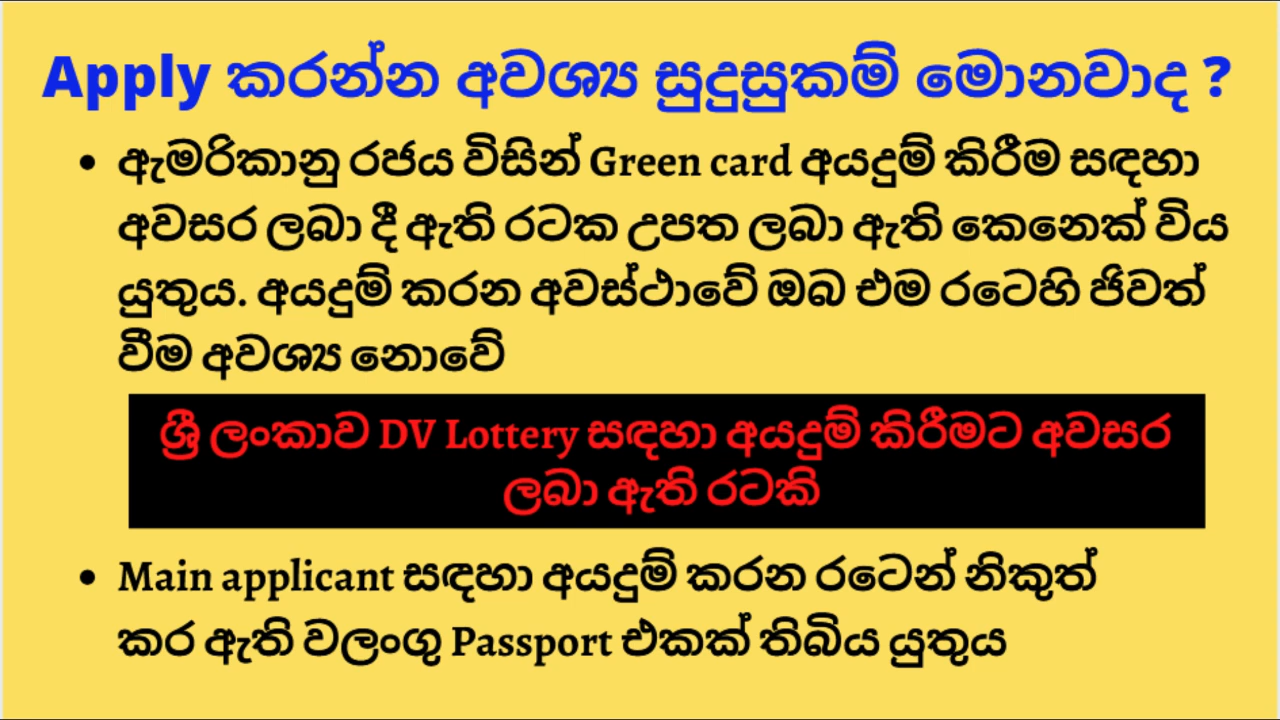 Apply කරන්න අවශ්‍ය සුදුසුකම් මොනවාද ?
• ඇමරිකානු රජය විසින් Green card අයදුම් කිරීම සඳහා
අවසර ලබා දී ඇති රටක උපත ලබා ඇති කෙනෙක් විය
යුතුය. අයදුම් කරන අවස්ථාවේ ඔබ එම රටෙහි ජිවත්
වීම අවශ්‍ය නොවේ
ශ්‍රී ලංකාව DV Lottery සඳහා අයදුම් කිරීමට අවසර
ලබා ඇති රටකි
• Main applicant සඳහා අයදුම් කරන රටෙන් නිකුත්
කර ඇති වලංගු Passport එකක් තිබිය යුතුය